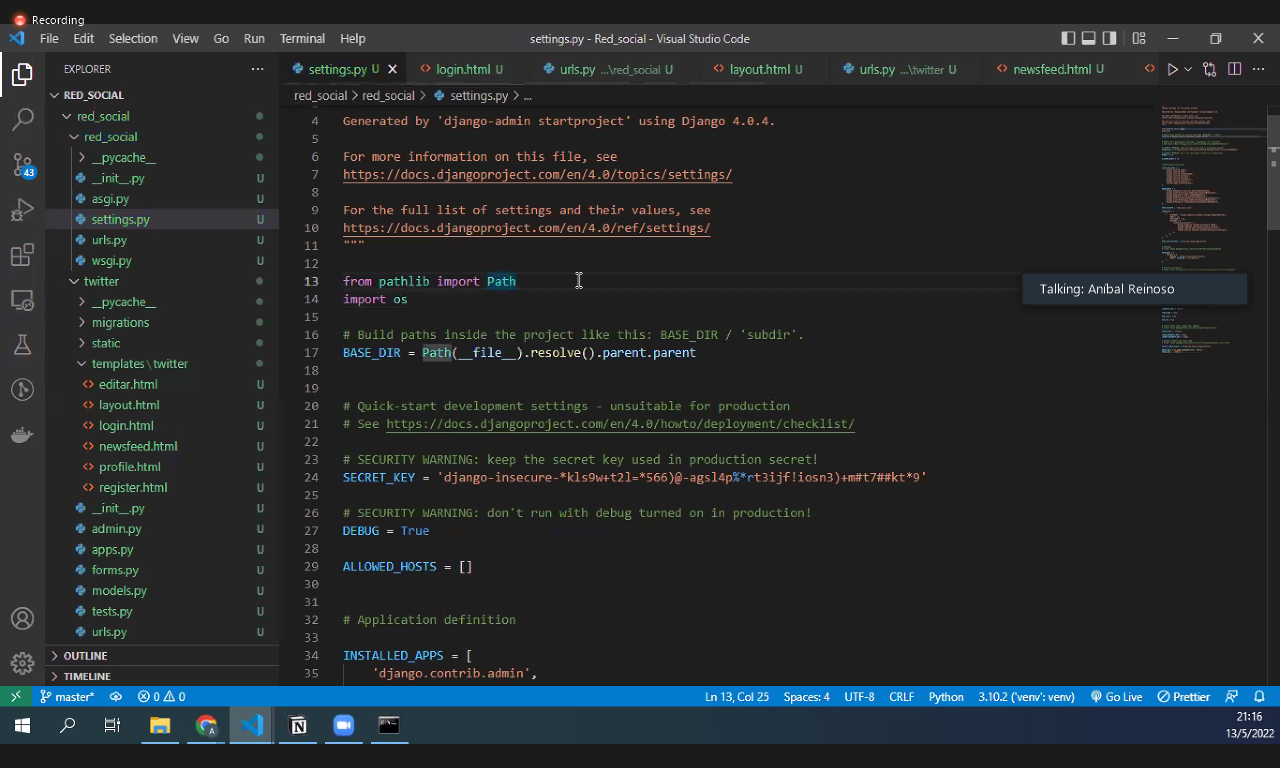 Recording
File Edit Selection View Go Run Terminal Help
settings.py - Red_social - Visual Studio Code
EXPLORER
settings.py U
login.html
urls.py ...\red_social
layout.html
urls.py ...\twitter
newsfeed.html
RED_SOCIAL
red_social
red_social
__pycache__
__init__.py U
asgi.py U
settings.py U
urls.py U
wsgi.py U
twitter
__pycache__
migrations
static
templates \ twitter
editar.html U
layout.html U
login.html U
newsfeed.html U
profile.html U
register.html U
__init__.py U
admin.py U
apps.py U
forms.py U
models.py U
tests.py U
urls.py U
OUTLINE
TIMELINE
43
red_social > red_social > settings.py > ...
4 Generated by 'django-admin startproject' using Django 4.0.4.
5
6 For more information on this file, see
7 https://docs.djangoproject.com/en/4.0/topics/settings/
8
9 For the full list of settings and their values, see
10 https://docs.djangoproject.com/en/4.0/ref/settings/
11 """
12
13 from pathlib import Path
14 import os
15
16 # Build paths inside the project like this: BASE_DIR / 'subdir'.
17 BASE_DIR = Path(__file__).resolve().parent.parent
18
19
20 # Quick-start development settings - unsuitable for production
21 # See https://docs.djangoproject.com/en/4.0/howto/deployment/checklist/
22
23 # SECURITY WARNING: keep the secret key used in production secret!
24 SECRET_KEY = 'django-insecure-*kls9w+t2l=*566)@-agsl4p%*rt3ijf!iosn3)+m#t7##kt*9'
25
26 # SECURITY WARNING: don't run with debug turned on in production!
27 DEBUG = True
28
29 ALLOWED_HOSTS = []
30
31
32 # Application definition
33
34 INSTALLED_APPS = [
35 'django.contrib.admin',
Talking: Aníbal Reinoso
master* 0 0
Ln 13, Col 25 Spaces: 4 UTF-8 CRLF Python 3.10.2 ('venv': venv) Go Live Prettier
21:16
13/5/2022